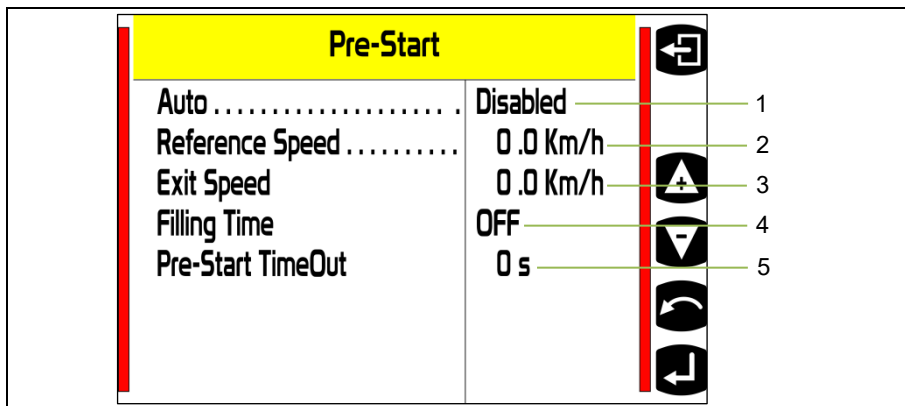 Pre-Start
Auto ..................... Disabled 1
Reference Speed .......... 0 .0 Km/h 2
Exit Speed 0 .0 Km/h 3
Filling Time OFF 4
Pre-Start TimeOut 0 s 5
+
-